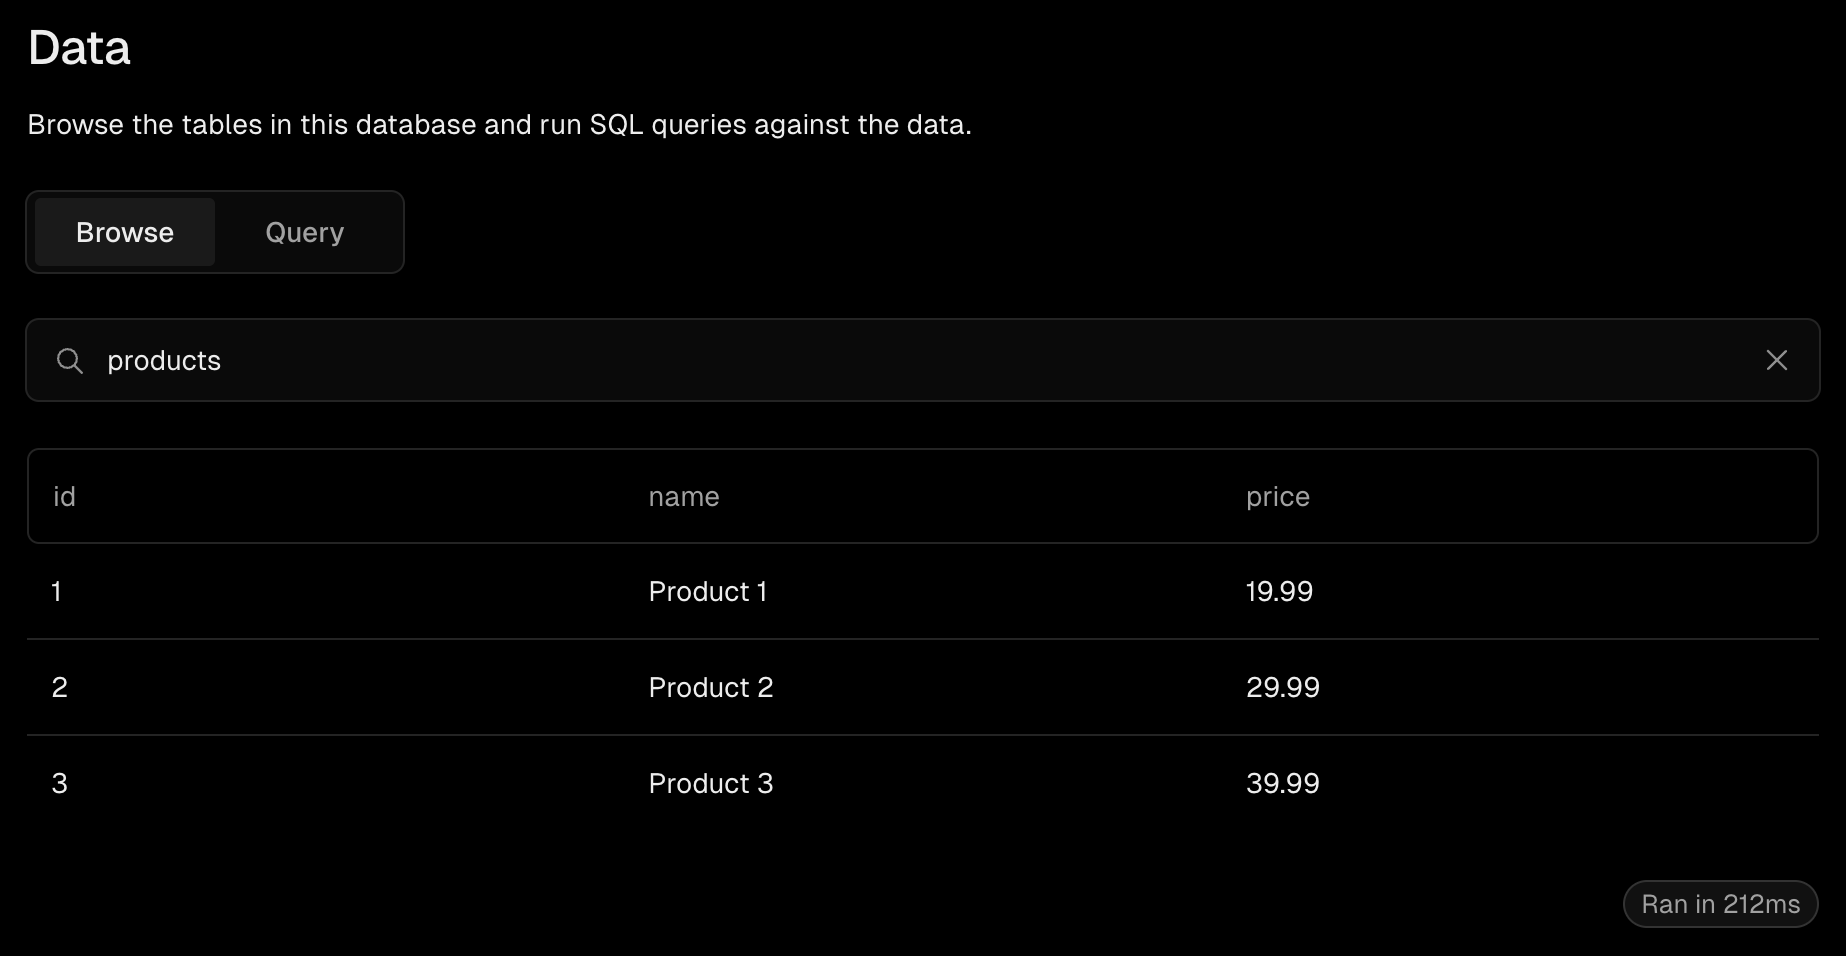 Data
Browse the tables in this database and run SQL queries against the data.
Browse Query
products
id name price
1 Product 1 19.99
2 Product 2 29.99
3 Product 3 39.99
Ran in 212ms